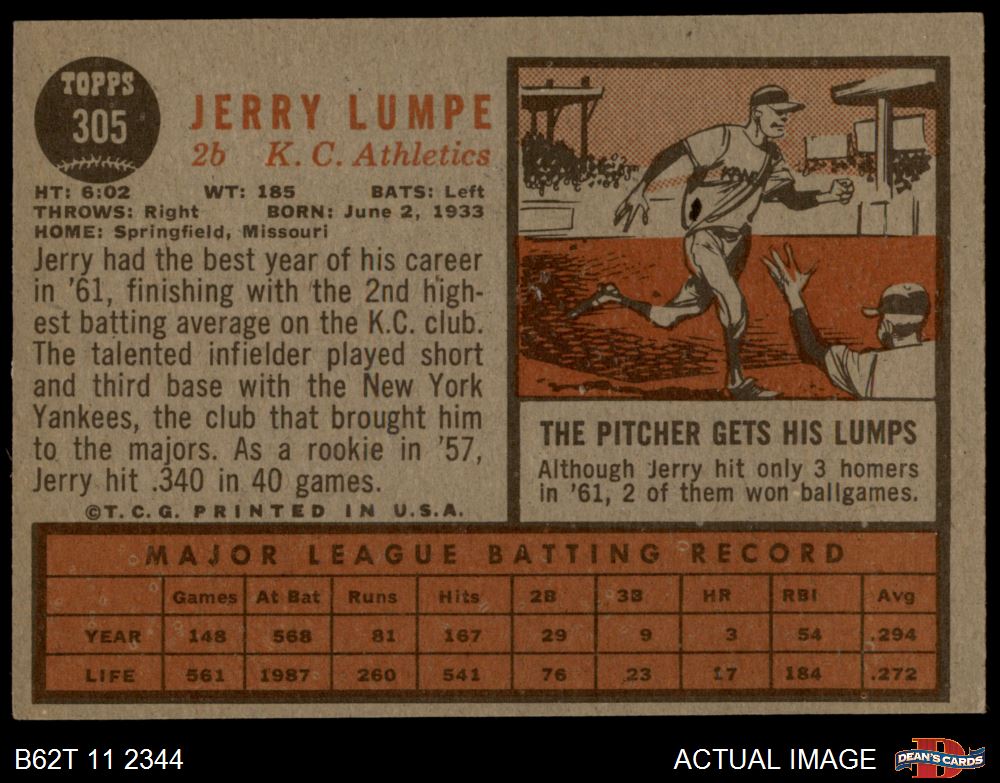 TOPPS
305
JERRY LUMPE
2b K. C. Athletics
HT: 6:02 WT: 185 BATS: Left
THROWS: Right BORN: June 2, 1933
HOME: Springfield, Missouri
Jerry had the best year of his career
in '61, finishing with the 2nd high-
est batting average on the K.C. club.
The talented infielder played short
and third base with the New York
Yankees, the club that brought him
to the majors. As a rookie in '57,
Jerry hit .340 in 40 games.
©T.C.G. PRINTED IN U.S.A.
THE PITCHER GETS HIS LUMPS
Although Jerry hit only 3 homers
in '61, 2 of them won ballgames.
MAJOR LEAGUE BATTING RECORD
Games At Bat Runs Hits 2B 3B HR RBI Avg
YEAR 148 568 81 167 29 9 3 54 .294
LIFE 561 1987 260 541 76 23 17 184 .272
B62T 11 2344 ACTUAL IMAGE DEAN'S CARDS